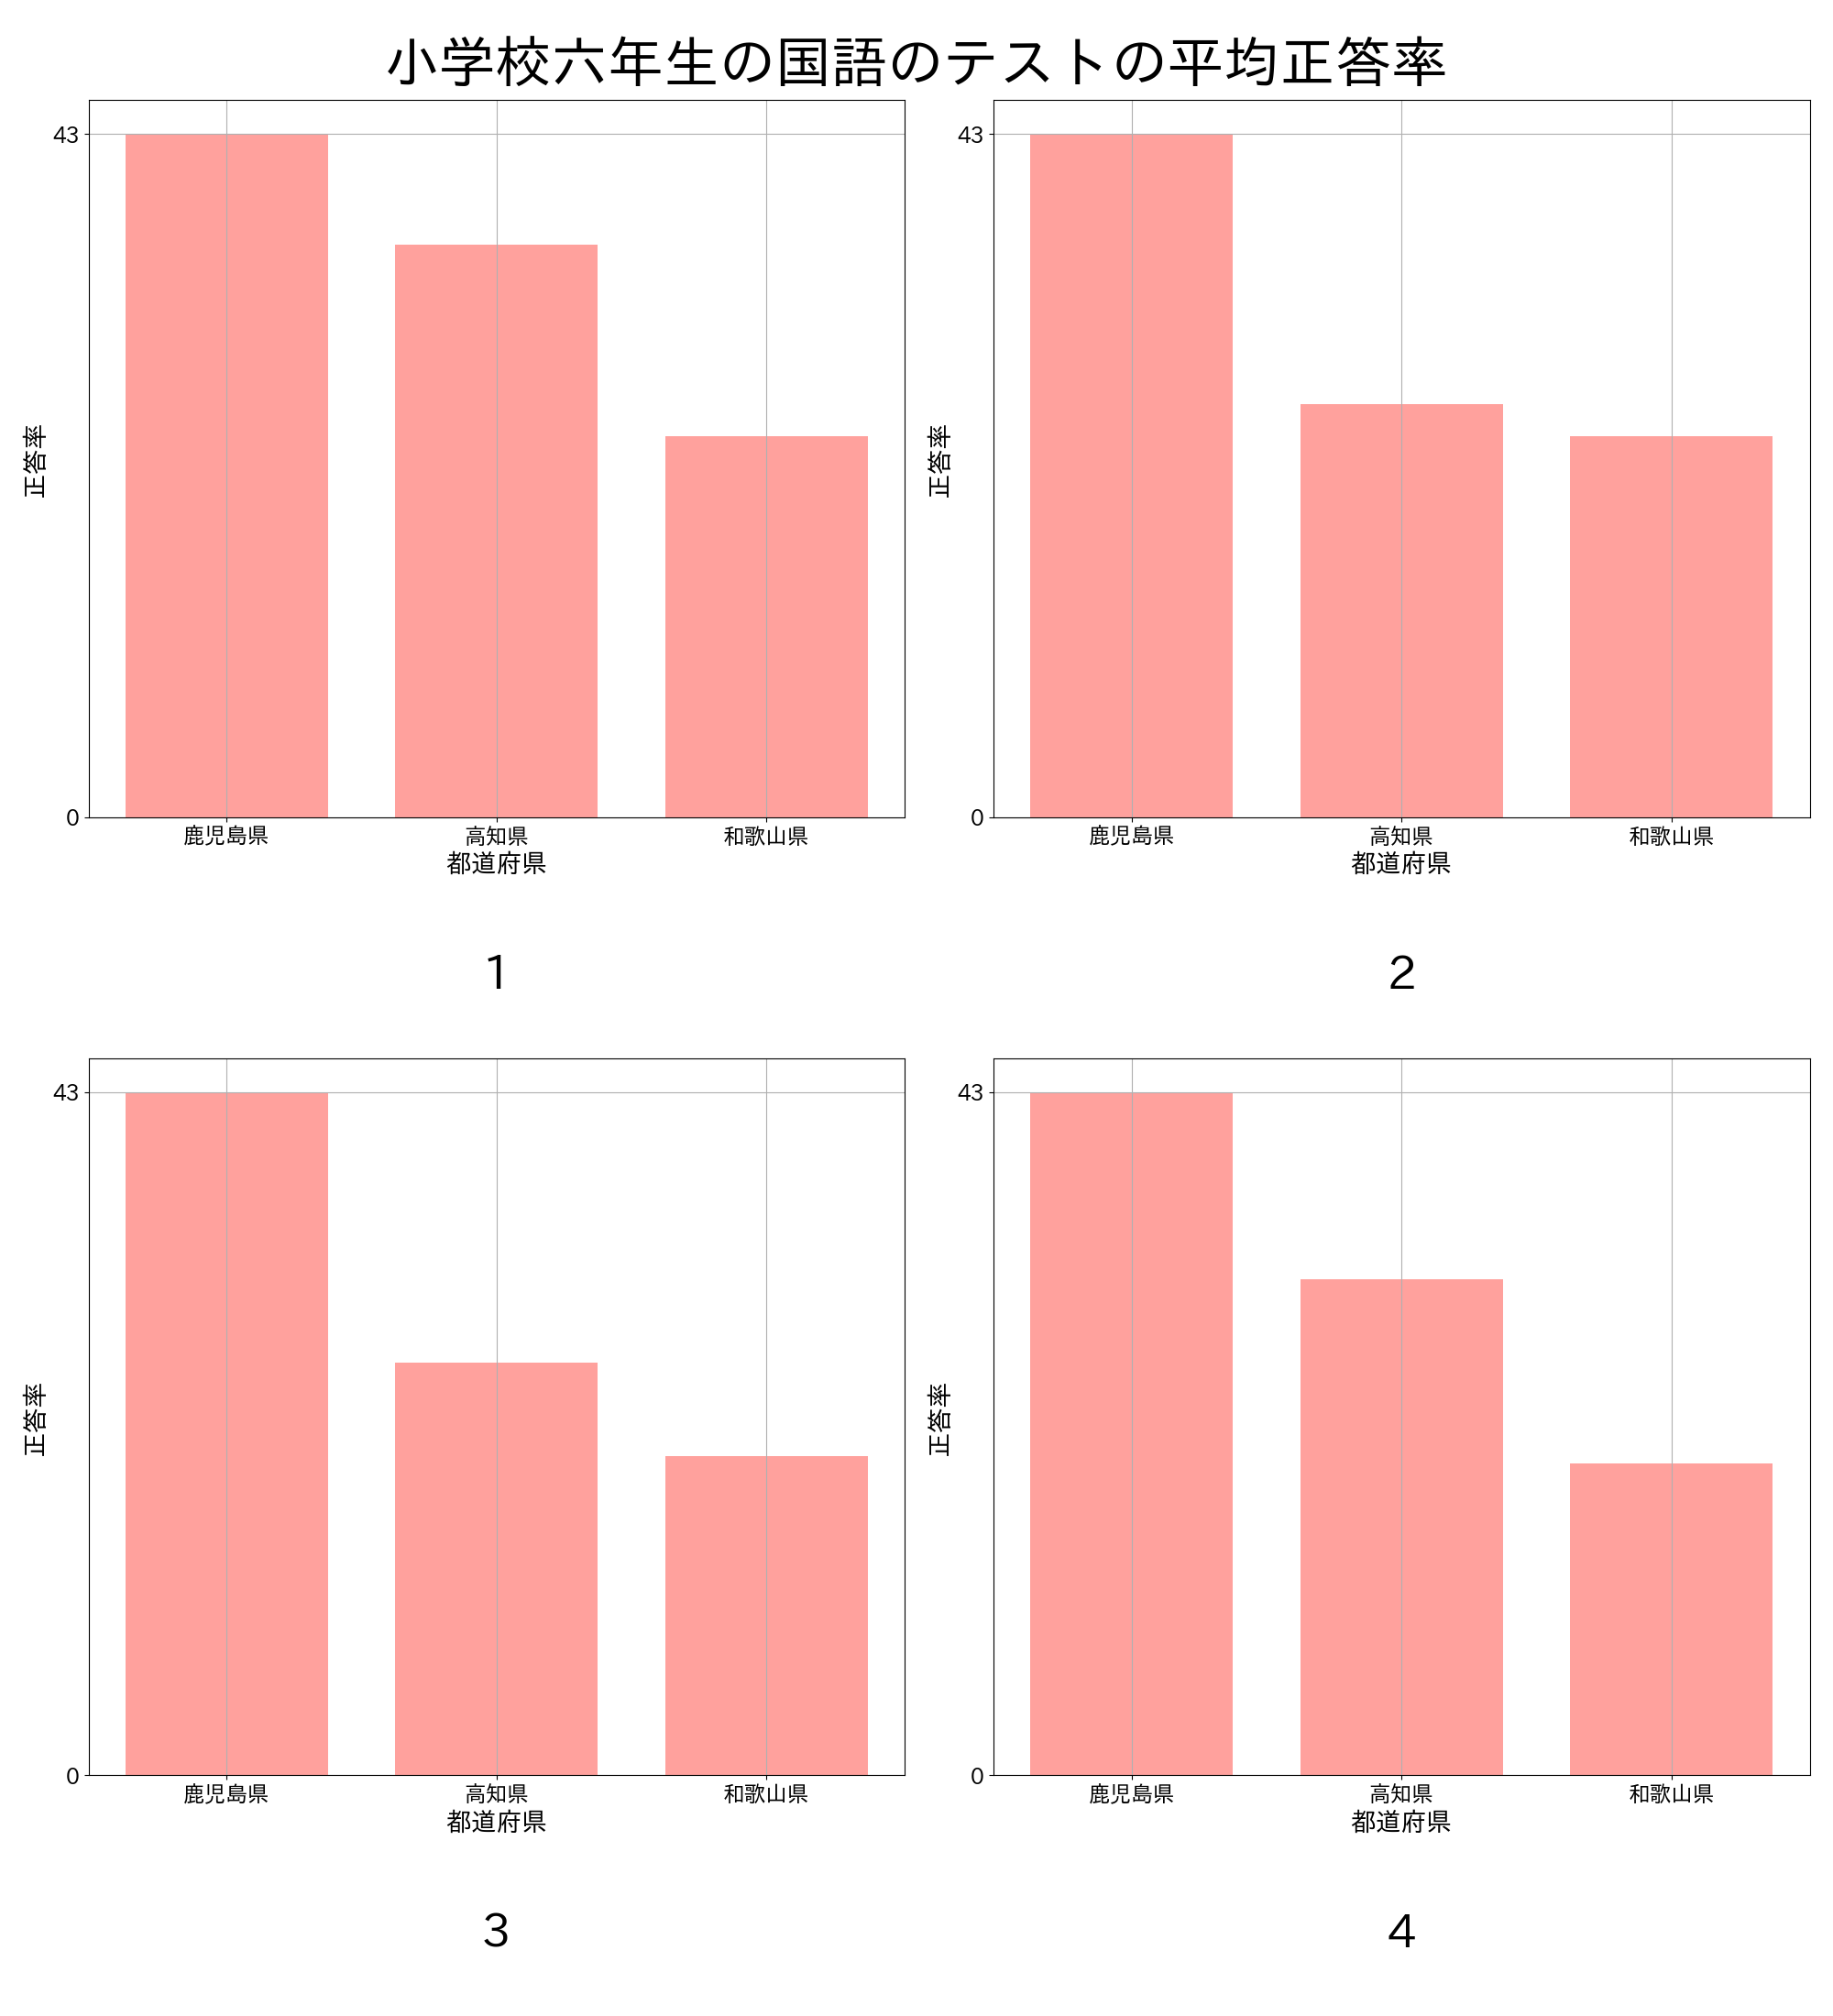 小学校六年生の国語のテストの平均正答率
43
0
正答率
鹿児島県 高知県 和歌山県
都道府県
1
43
0
正答率
鹿児島県 高知県 和歌山県
都道府県
2
43
0
正答率
鹿児島県 高知県 和歌山県
都道府県
3
43
0
正答率
鹿児島県 高知県 和歌山県
都道府県
4